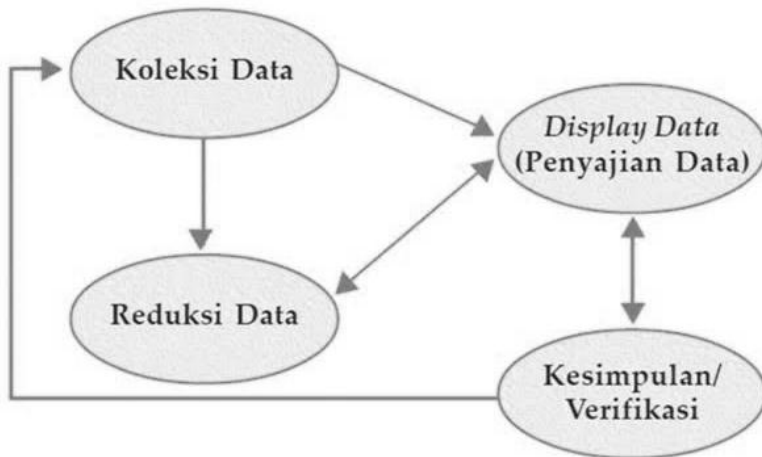 Koleksi Data
Display Data
(Penyajian Data)
Reduksi Data
Kesimpulan/
Verifikasi